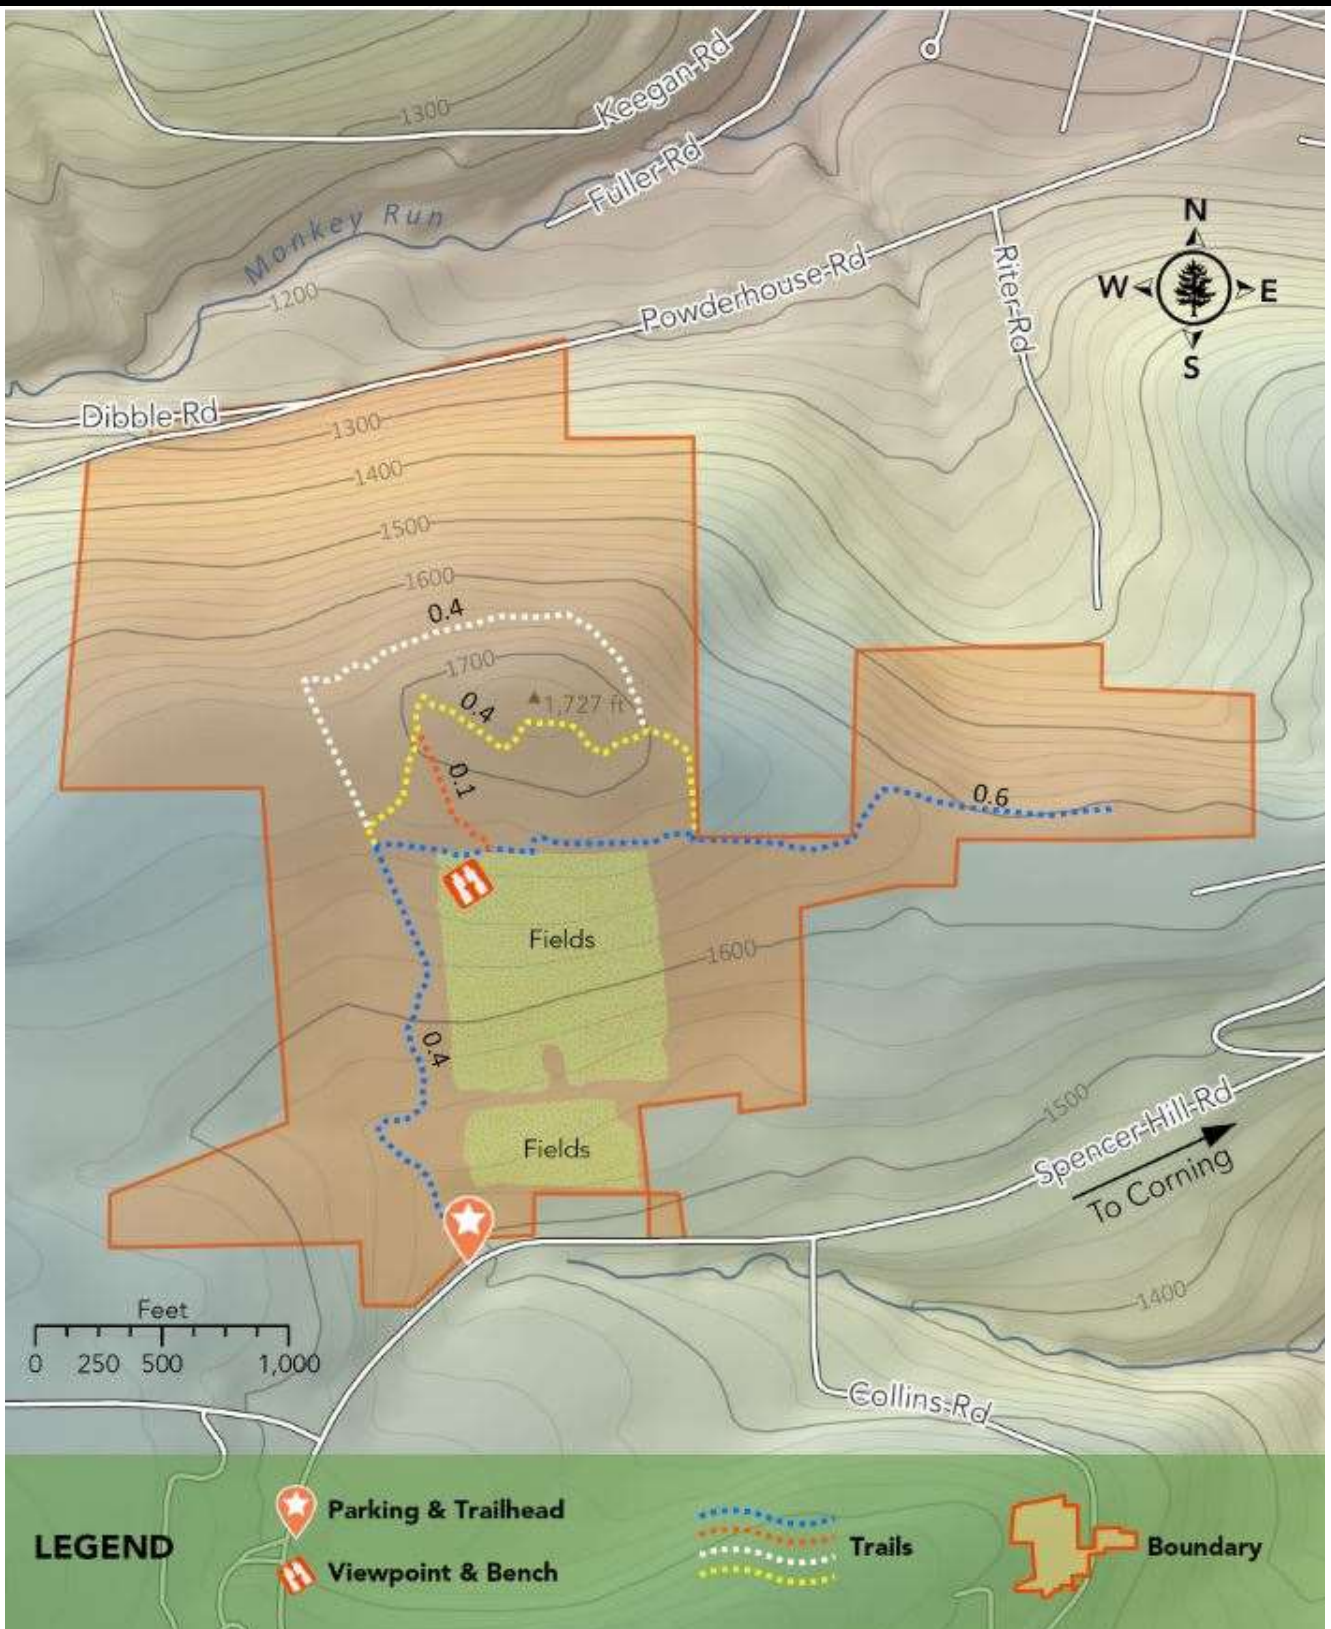 Keegan-Rd
1300
Fuller-Rd
Monkey Run
N
W E
S
Riter-Rd
Powderhouse-Rd
1200
Dibble-Rd
1300
1400
1500
1600
0.4
1700
0.4
1,727 ft
0.1
0.6
Fields
1600
0.4
1500
Spencer-Hill-Rd
To Corning
Fields
1400
Feet
0 250 500 1,000
Collins-Rd
LEGEND
Parking & Trailhead
Viewpoint & Bench
Trails
Boundary